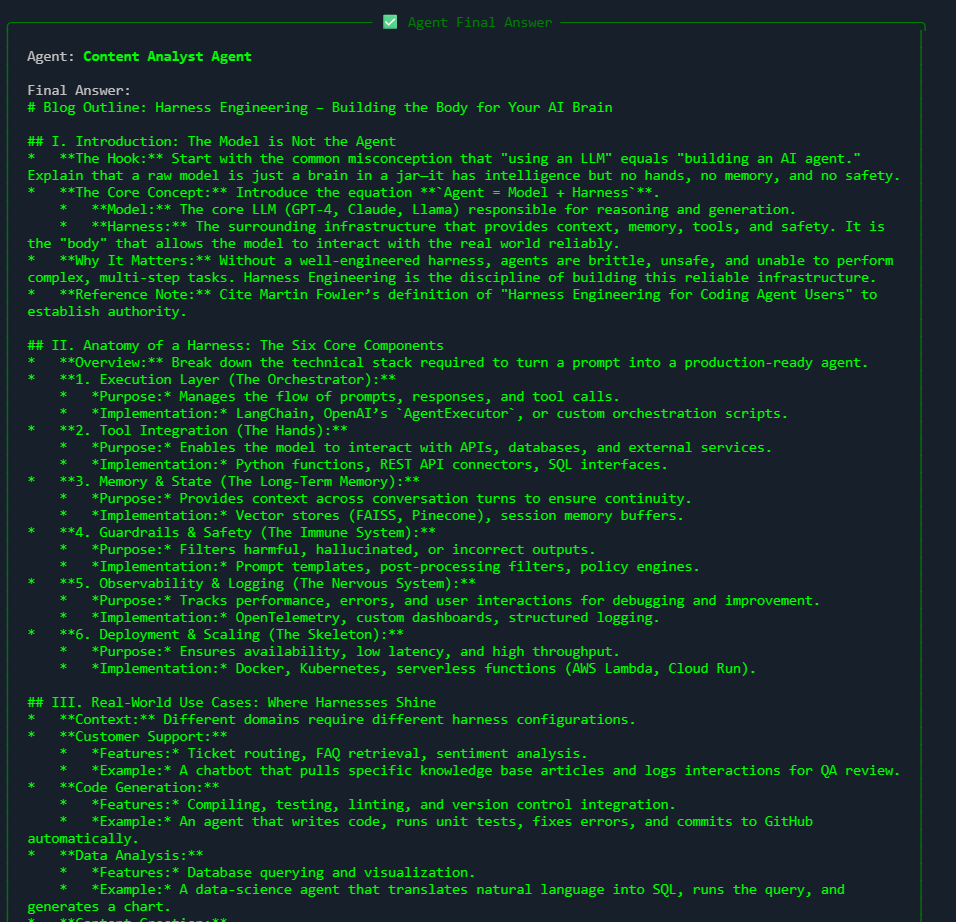 ✅ Agent Final Answer
Agent: Content Analyst Agent
Final Answer:
# Blog Outline: Harness Engineering – Building the Body for Your AI Brain
## I. Introduction: The Model is Not the Agent
*   **The Hook:** Start with the common misconception that "using an LLM" equals "building an AI agent."
Explain that a raw model is just a brain in a jar—it has intelligence but no hands, no memory, and no safety.
*   **The Core Concept:** Introduce the equation **`Agent = Model + Harness`**.
    *   **Model:** The core LLM (GPT-4, Claude, Llama) responsible for reasoning and generation.
    *   **Harness:** The surrounding infrastructure that provides context, memory, tools, and safety. It is
the "body" that allows the model to interact with the real world reliably.
*   **Why It Matters:** Without a well-engineered harness, agents are brittle, unsafe, and unable to perform
complex, multi-step tasks. Harness Engineering is the discipline of building this reliable infrastructure.
*   **Reference Note:** Cite Martin Fowler’s definition of "Harness Engineering for Coding Agent Users" to
establish authority.
## II. Anatomy of a Harness: The Six Core Components
*   **Overview:** Break down the technical stack required to turn a prompt into a production-ready agent.
*   **1. Execution Layer (The Orchestrator):**
    *   *Purpose:* Manages the flow of prompts, responses, and tool calls.
    *   *Implementation:* LangChain, OpenAI’s `AgentExecutor`, or custom orchestration scripts.
*   **2. Tool Integration (The Hands):**
    *   *Purpose:* Enables the model to interact with APIs, databases, and external services.
    *   *Implementation:* Python functions, REST API connectors, SQL interfaces.
*   **3. Memory & State (The Long-Term Memory):**
    *   *Purpose:* Provides context across conversation turns to ensure continuity.
    *   *Implementation:* Vector stores (FAISS, Pinecone), session memory buffers.
*   **4. Guardrails & Safety (The Immune System):**
    *   *Purpose:* Filters harmful, hallucinated, or incorrect outputs.
    *   *Implementation:* Prompt templates, post-processing filters, policy engines.
*   **5. Observability & Logging (The Nervous System):**
    *   *Purpose:* Tracks performance, errors, and user interactions for debugging and improvement.
    *   *Implementation:* OpenTelemetry, custom dashboards, structured logging.
*   **6. Deployment & Scaling (The Skeleton):**
    *   *Purpose:* Ensures availability, low latency, and high throughput.
    *   *Implementation:* Docker, Kubernetes, serverless functions (AWS Lambda, Cloud Run).
## III. Real-World Use Cases: Where Harnesses Shine
*   **Context:** Different domains require different harness configurations.
*   **Customer Support:**
    *   *Features:* Ticket routing, FAQ retrieval, sentiment analysis.
    *   *Example:* A chatbot that pulls specific knowledge base articles and logs interactions for QA review.
*   **Code Generation:**
    *   *Features:* Compiling, testing, linting, and version control integration.
    *   *Example:* An agent that writes code, runs unit tests, fixes errors, and commits to GitHub
automatically.
*   **Data Analysis:**
    *   *Features:* Database querying and visualization.
    *   *Example:* A data-science agent that translates natural language into SQL, runs the query, and
generates a chart.
*   **Content Creation:**